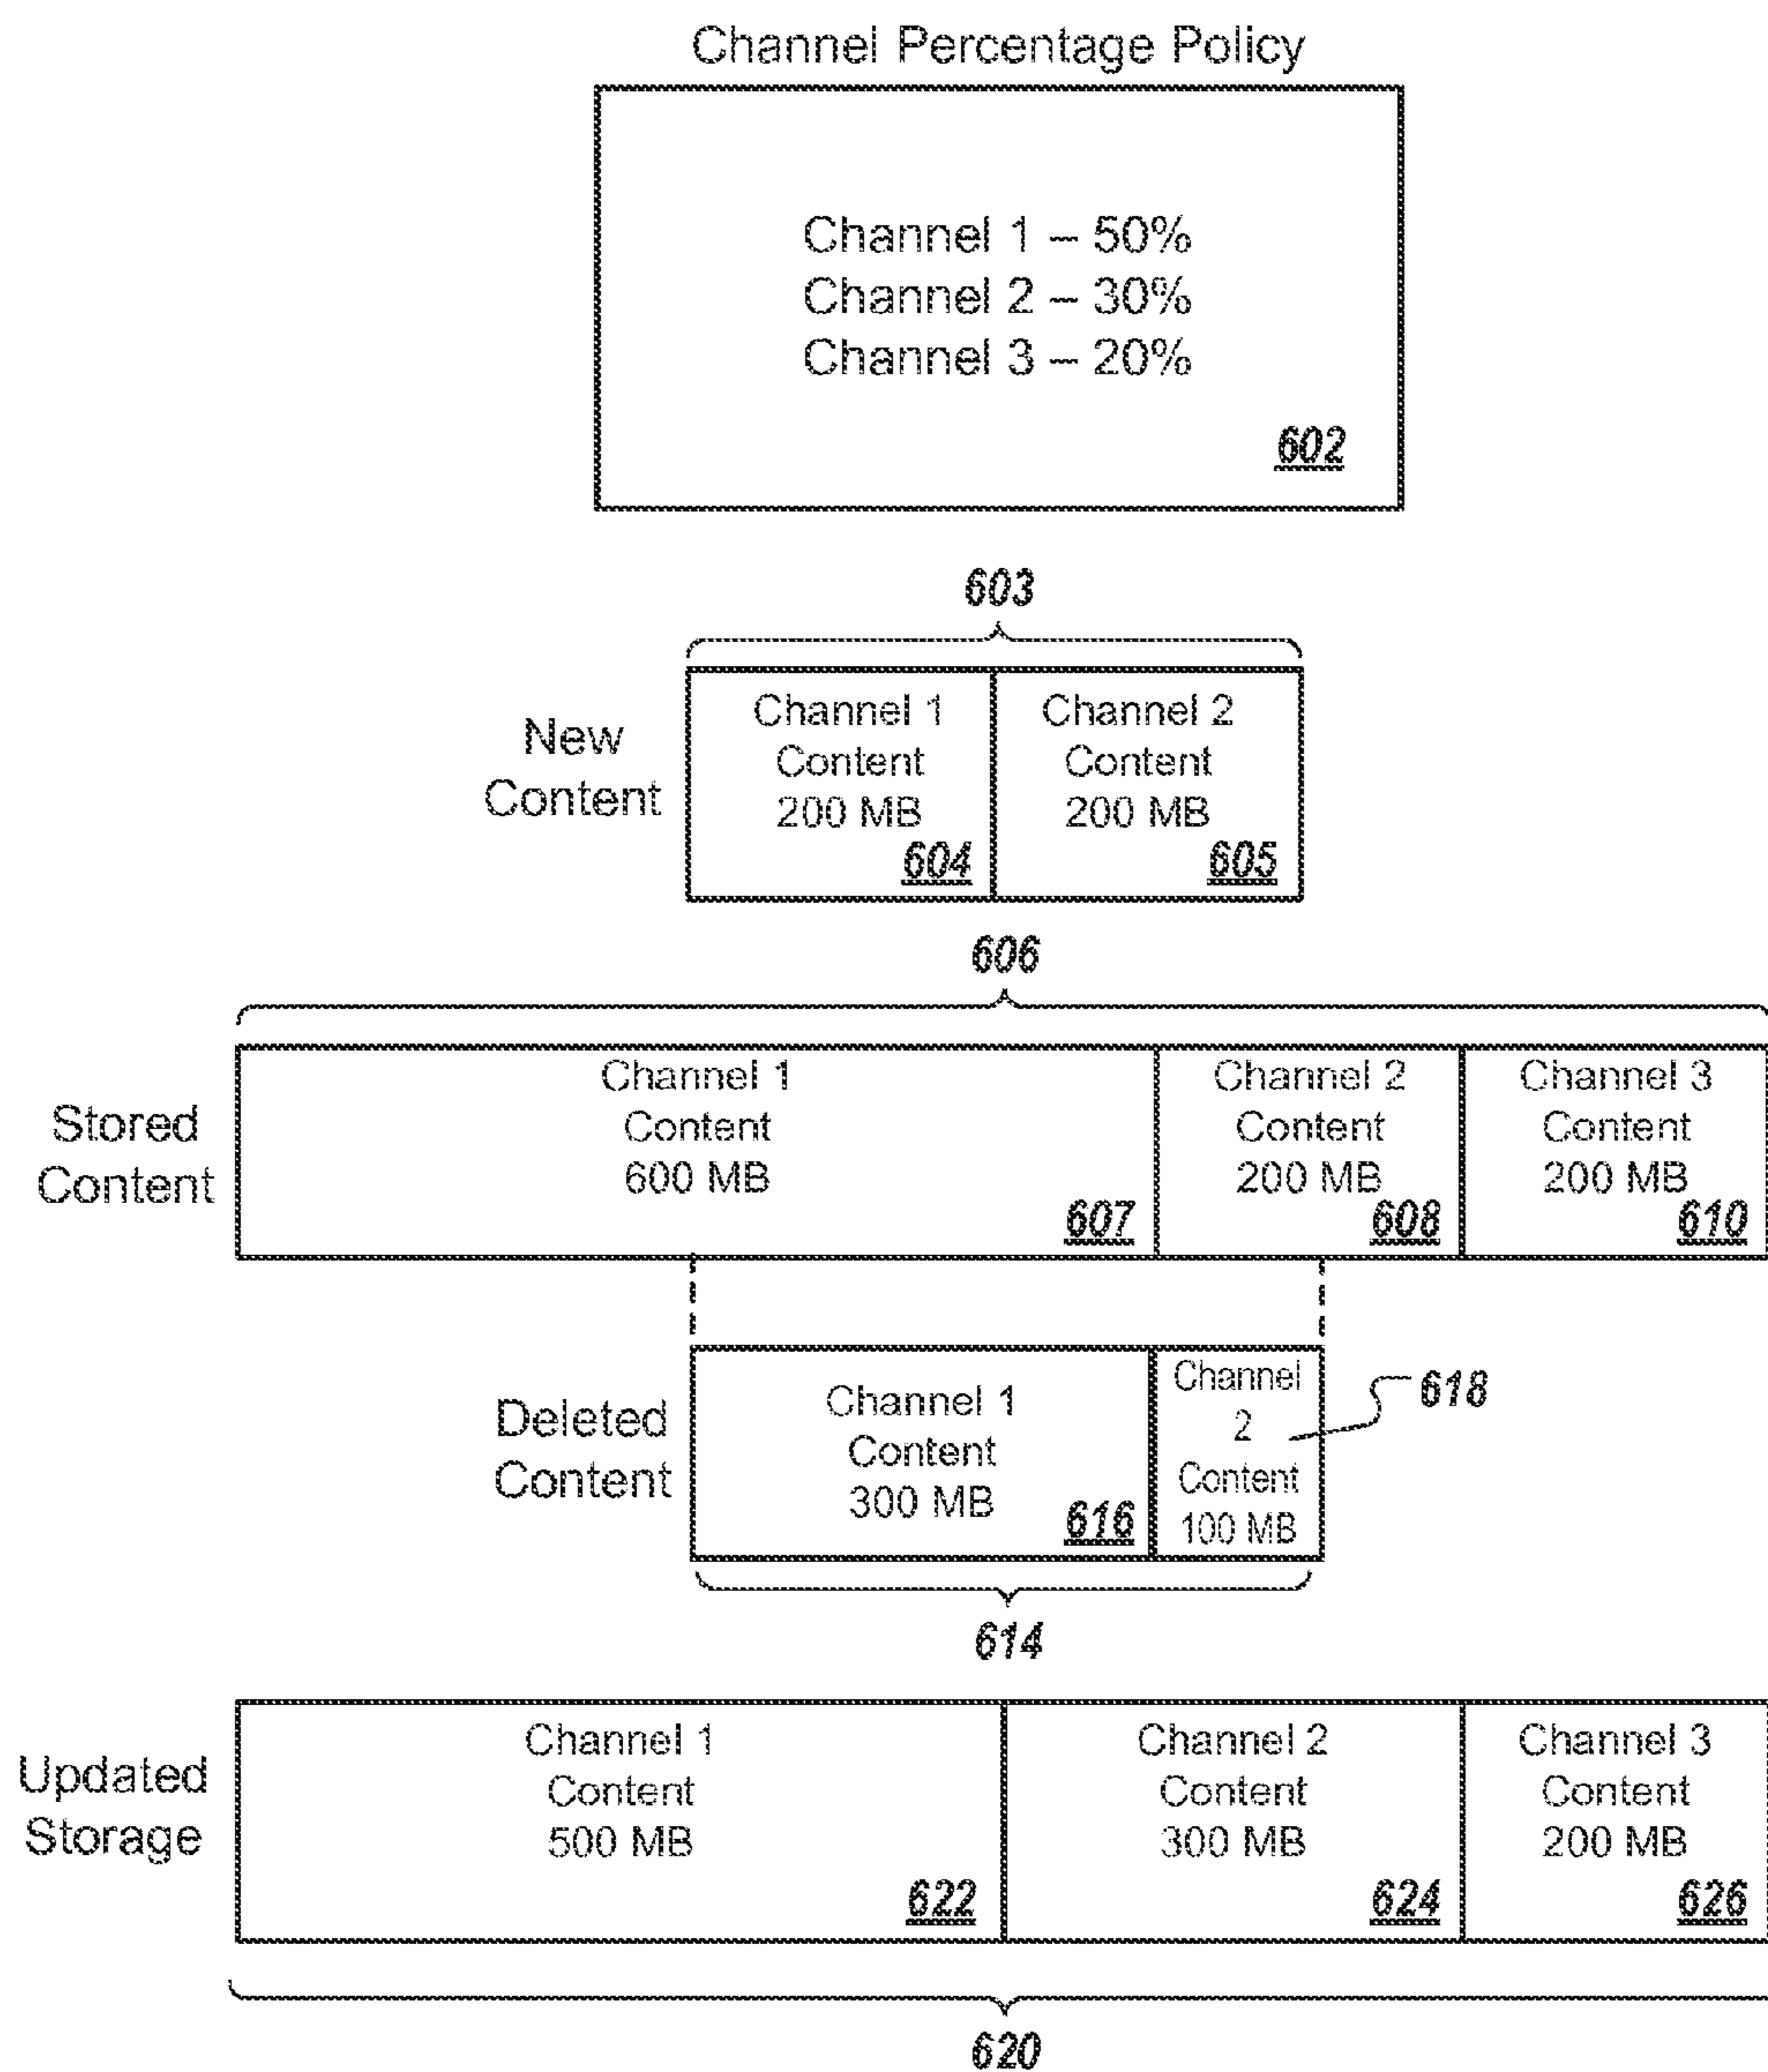 Channel Percentage Policy
Channel 1 – 50%
Channel 2 – 30%
Channel 3 – 20%
602
603
New
Content
Channel 1
Content
200 MB
604
Channel 2
Content
200 MB
605
606
Stored
Content
Channel 1
Content
600 MB
607
Channel 2
Content
200 MB
608
Channel 3
Content
200 MB
610
Deleted
Content
Channel 1
Content
300 MB
616
Channel
2
Content
100 MB
618
614
Updated
Storage
Channel 1
Content
500 MB
622
Channel 2
Content
300 MB
624
Channel 3
Content
200 MB
626
620